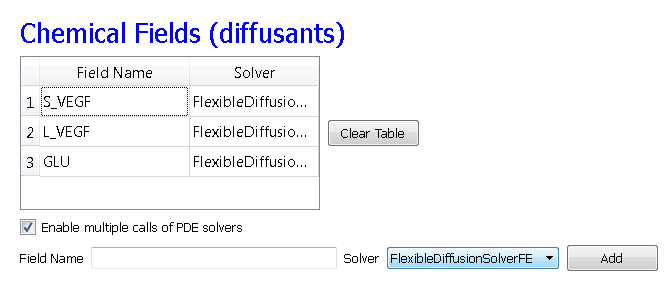 Chemical Fields (diffusants)
Field Name Solver
1 S_VEGF FlexibleDiffusio...
2 L_VEGF FlexibleDiffusio...
3 GLU FlexibleDiffusio...
Clear Table
Enable multiple calls of PDE solvers
Field Name Solver FlexibleDiffusionSolverFE Add